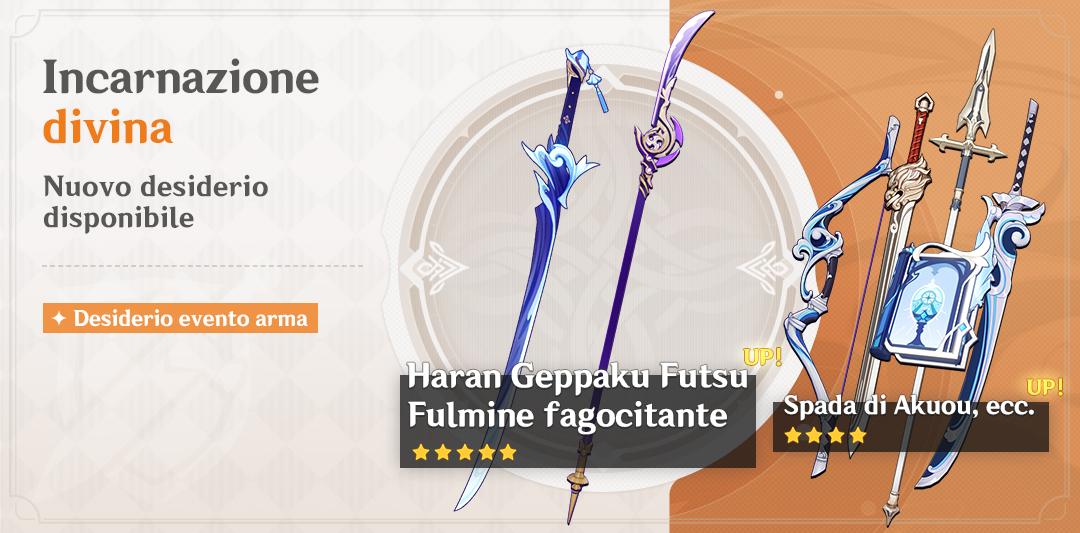 Incarnazione
divina
Nuovo desiderio
disponibile
Desiderio evento arma
UP!
Haran Geppaku Futsu
Fulmine fagocitante
UP!
Spada di Akuou, ecc.